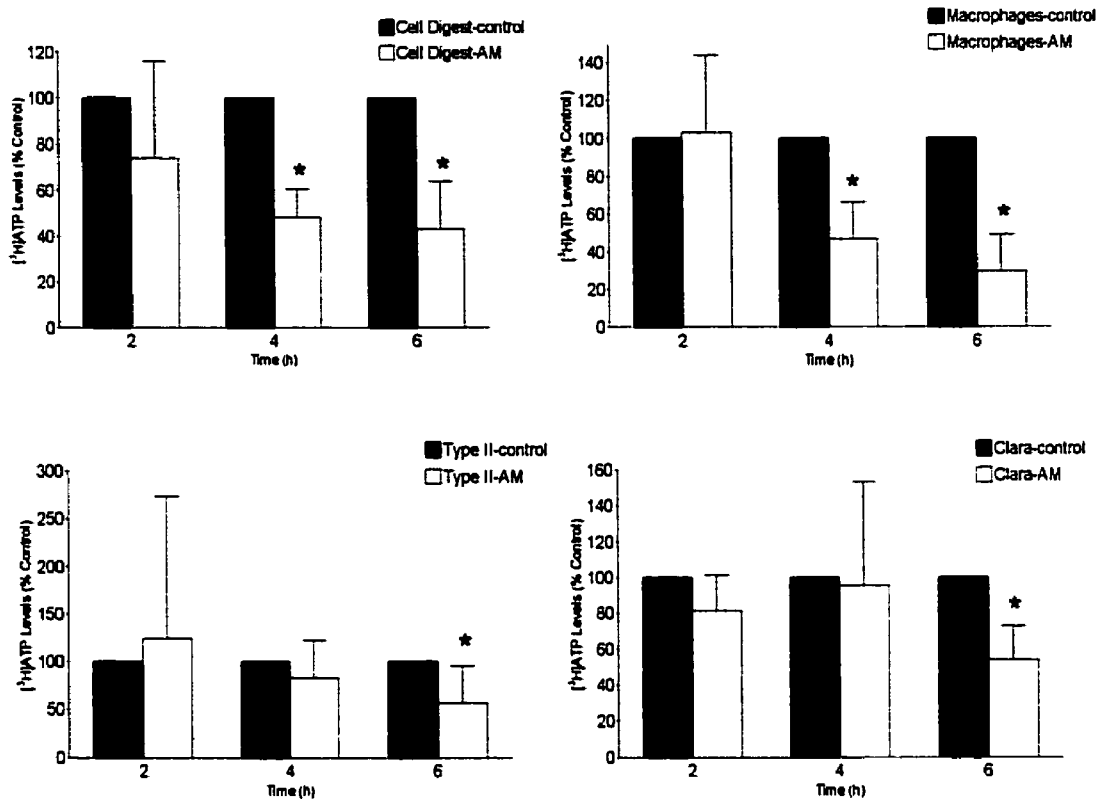 Cell Digest-control
Cell Digest-AM
120
100
80
60
40
20
0
[³H]ATP Levels (% Control)
*
*
2 4 6
Time (h)
Macrophages-control
Macrophages-AM
140
120
100
80
60
40
20
0
[³H]ATP Levels (% Control)
*
*
2 4 6
Time (h)
Type II-control
Type II-AM
300
250
200
150
100
50
0
[³H]ATP Levels (% Control)
*
2 4 6
Time (h)
Clara-control
Clara-AM
160
140
120
100
80
60
40
20
0
[³H]ATP Levels (% Control)
*
2 4 6
Time (h)